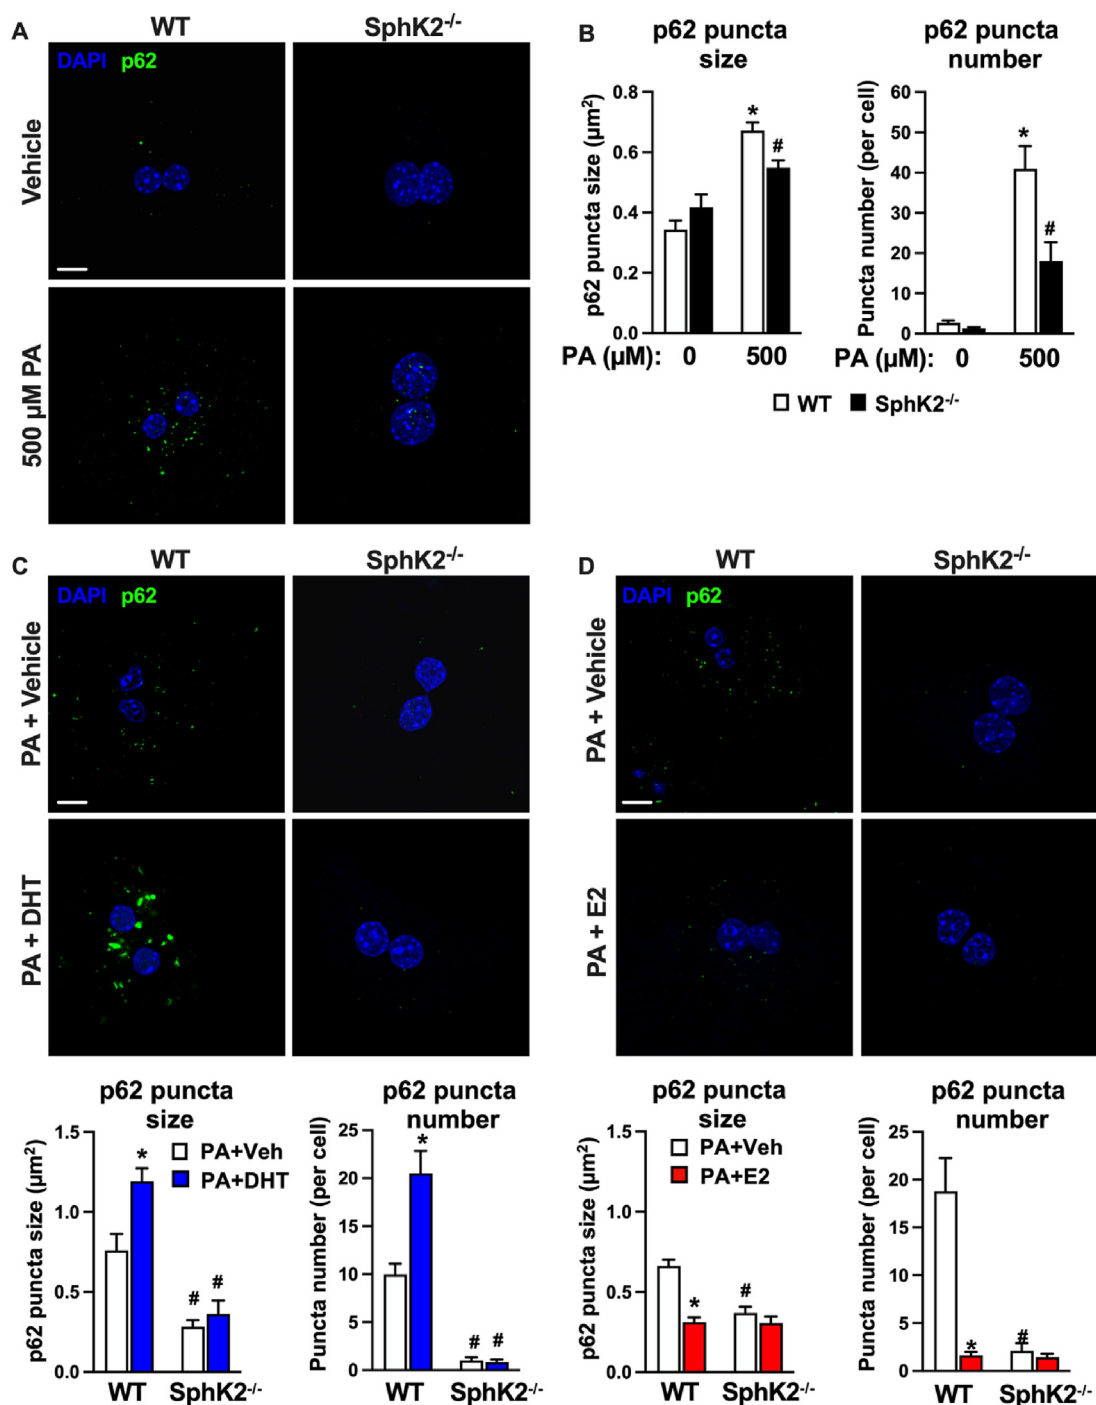 A
WT
SphK2-/-
DAPI p62
Vehicle
500 µM PA
B
p62 puncta
size
p62 puncta size (µm²)
0.8
0.6
0.4
0.2
0.0
*
#
PA (µM): 0 500
p62 puncta
number
Puncta number (per cell)
60
50
40
30
20
10
0
*
#
PA (µM): 0 500
WT SphK2-/-
C
WT
SphK2-/-
DAPI p62
PA + Vehicle
PA + DHT
p62 puncta
size
p62 puncta size (µm²)
1.5
1.0
0.5
0.0
*
# #
PA+Veh
PA+DHT
WT SphK2-/-
p62 puncta
number
Puncta number (per cell)
25
20
15
10
5
0
*
# #
WT SphK2-/-
D
WT
SphK2-/-
DAPI p62
PA + Vehicle
PA + E2
p62 puncta
size
p62 puncta size (µm²)
1.5
1.0
0.5
0.0
PA+Veh
PA+E2
*
#
WT SphK2-/-
p62 puncta
number
Puncta number (per cell)
25
20
15
10
5
0
*
#
WT SphK2-/-